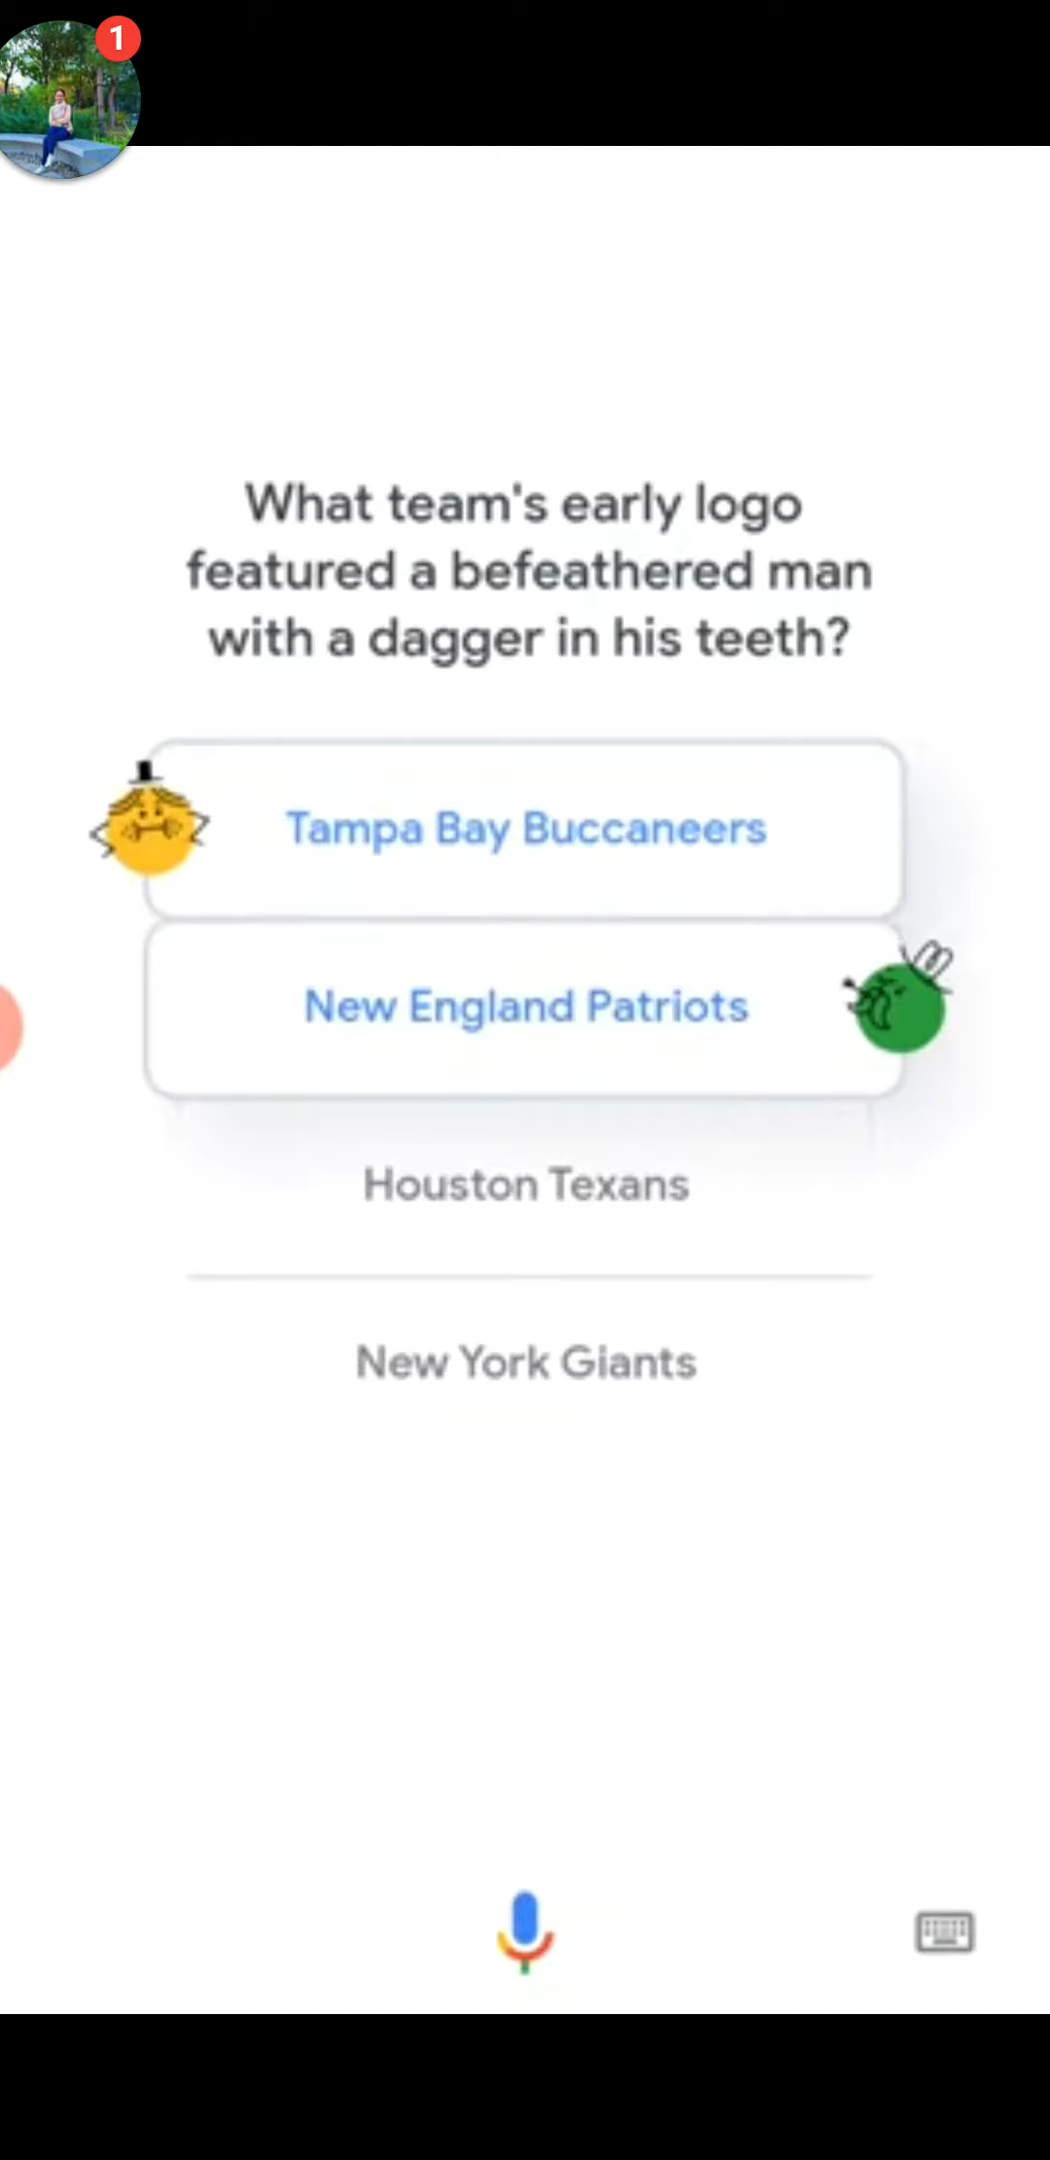 1
What team's early logo
featured a befeathered man
with a dagger in his teeth?
Tampa Bay Buccaneers
New England Patriots
Houston Texans
New York Giants